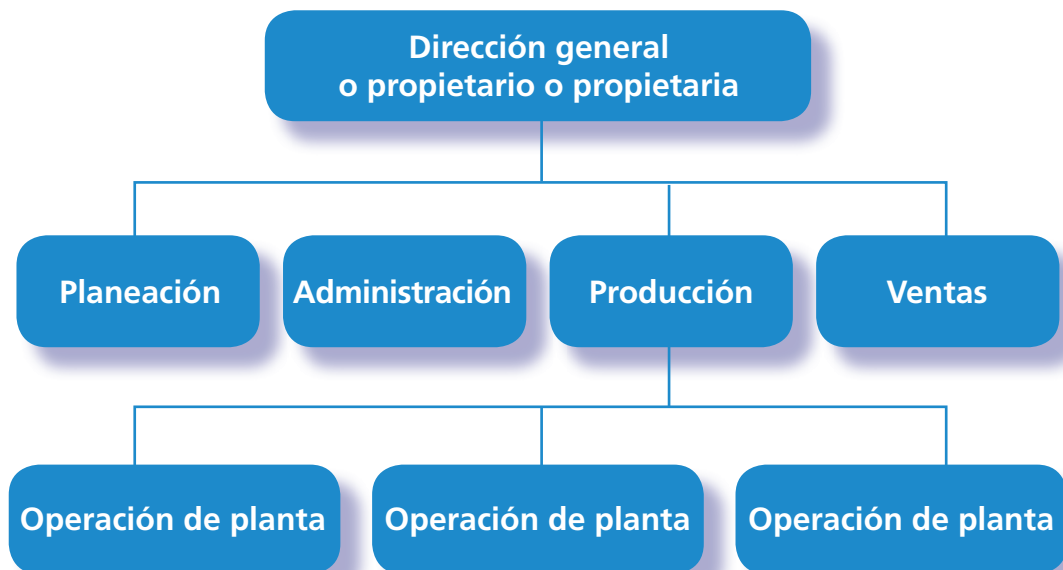 Dirección general
o propietario o propietaria
Planeación
Administración
Producción
Ventas
Operación de planta
Operación de planta
Operación de planta